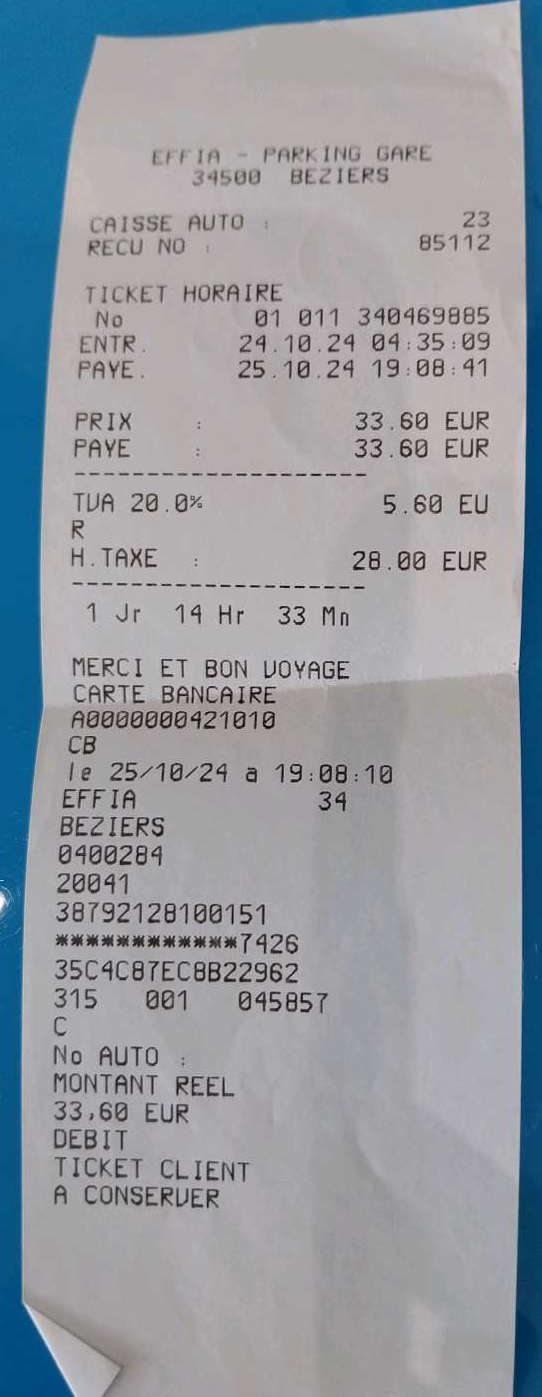 EFFIA - PARKING GARE
34500 BEZIERS
CAISSE AUTO : 23
RECU NO : 85112
TICKET HORAIRE
No 01 011 340469885
ENTR. 24.10.24 04:35:09
PAYE. 25.10.24 19:08:41
PRIX : 33.60 EUR
PAYE : 33.60 EUR
---------------------
TVA 20.0% 5.60 EU
R
H.TAXE : 28.00 EUR
---------------------
1 Jr 14 Hr 33 Mn
MERCI ET BON VOYAGE
CARTE BANCAIRE
A0000000421010
CB
le 25/10/24 a 19:08:10
EFFIA 34
BEZIERS
0400284
20041
38792128100151
************7426
35C4C87EC8B22962
315 001 045857
C
No AUTO :
MONTANT REEL
33,60 EUR
DEBIT
TICKET CLIENT
A CONSERVER